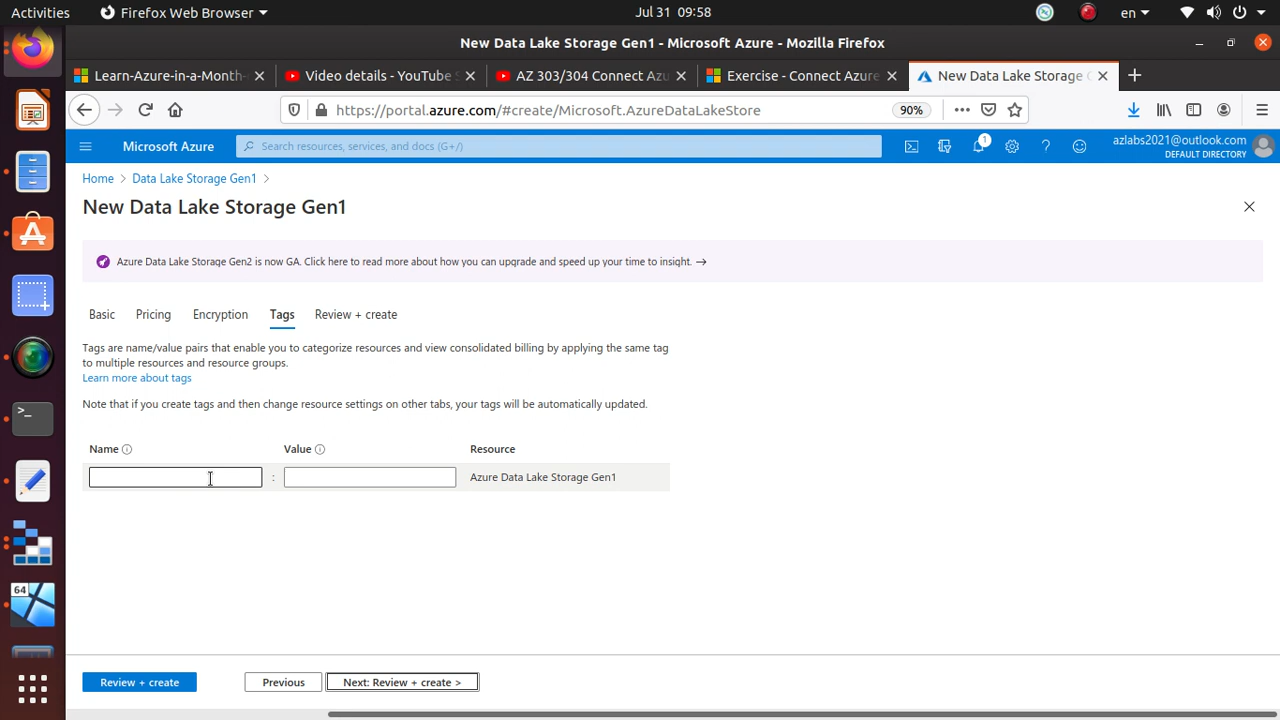 Activities
Firefox Web Browser
Jul 31 09:58
en
New Data Lake Storage Gen1 - Microsoft Azure - Mozilla Firefox
Learn-Azure-in-a-Month-
Video details - YouTube S
AZ 303/304 Connect Azu
Exercise - Connect Azure
New Data Lake Storage G
https://portal.azure.com/#create/Microsoft.AzureDataLakeStore
90%
Microsoft Azure
Search resources, services, and docs (G+/)
1
azlabs2021@outlook.com
DEFAULT DIRECTORY
Home > Data Lake Storage Gen1 >
New Data Lake Storage Gen1
Azure Data Lake Storage Gen2 is now GA. Click here to read more about how you can upgrade and speed up your time to insight. →
Basic
Pricing
Encryption
Tags
Review + create
Tags are name/value pairs that enable you to categorize resources and view consolidated billing by applying the same tag
to multiple resources and resource groups.
Learn more about tags
Note that if you create tags and then change resource settings on other tabs, your tags will be automatically updated.
Name
Value
Resource
:
Azure Data Lake Storage Gen1
64
Review + create
Previous
Next: Review + create >